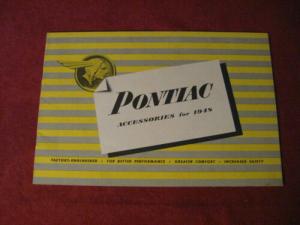 PONTIAC
ACCESSORIES for 1948
FACTORY-ENGINEERED • FOR BETTER PERFORMANCE • GREATER COMFORT • INCREASED SAFETY